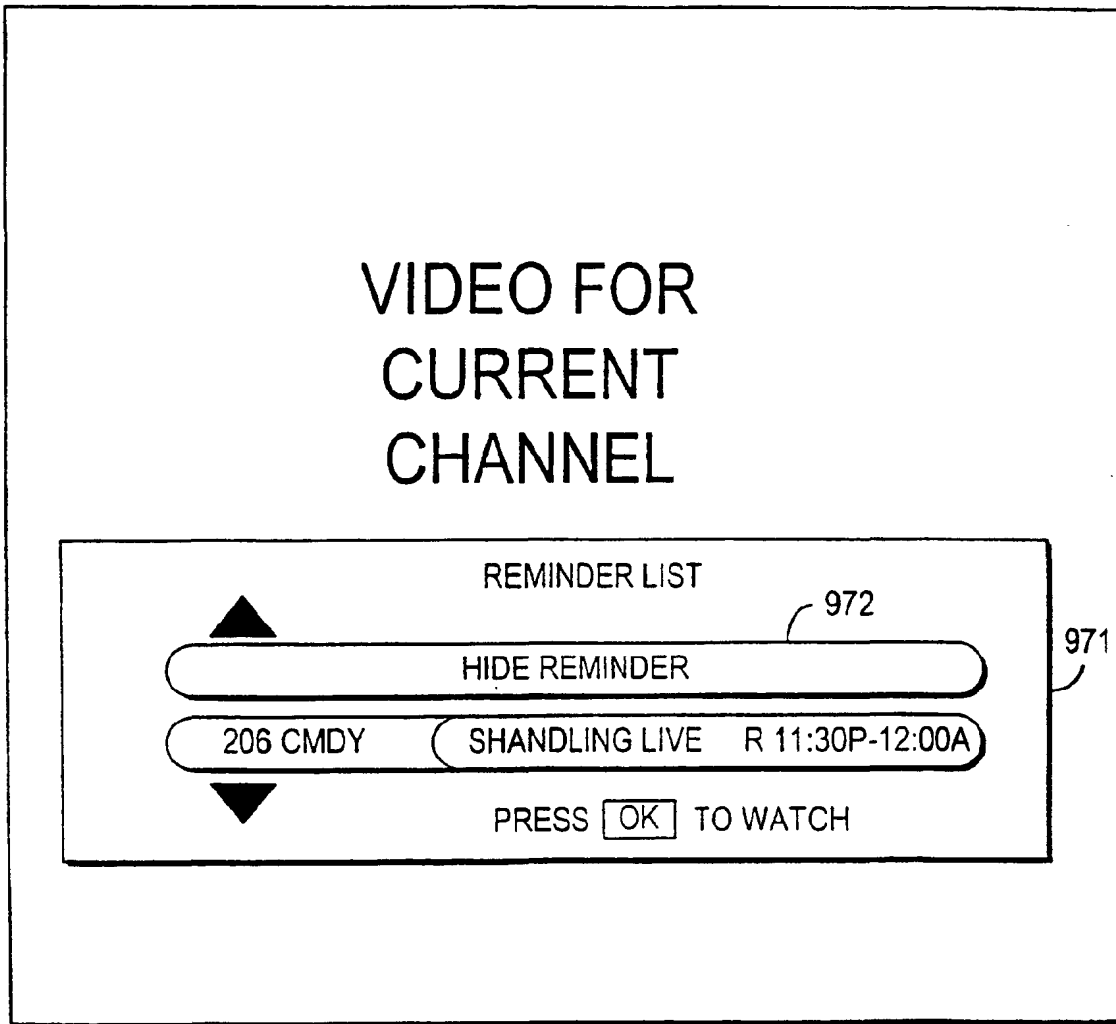 VIDEO FOR
CURRENT
CHANNEL
REMINDER LIST
972
971
HIDE REMINDER
206 CMDY SHANDLING LIVE R 11:30P-12:00A
PRESS OK TO WATCH